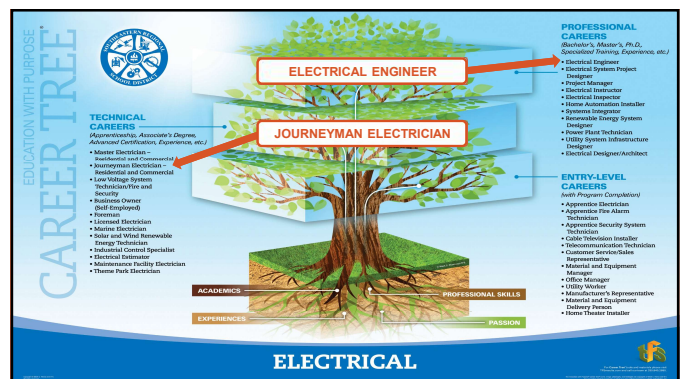 EDUCATION WITH PURPOSE
CAREER TREE
SOUTHEASTERN REGIONAL
SCHOOL DISTRICT
ELECTRICAL ENGINEER
JOURNEYMAN ELECTRICIAN
TECHNICAL
CAREERS
(Apprenticeship, Associate's Degree,
Advanced Certification, Experience, etc.)
• Master Electrician –
Residential and Commercial
• Journeyman Electrician –
Residential and Commercial
• Low Voltage System
Technician/Fire and
Security
• Business Owner
(Self-Employed)
• Foreman
• Licensed Electrician
• Marine Electrician
• Solar and Wind Renewable
Energy Technician
• Industrial Control Specialist
• Electrical Estimator
• Maintenance Facility Electrician
• Theme Park Electrician
PROFESSIONAL
CAREERS
(Bachelor's, Master's, Ph.D.,
Specialized Training, Experience, etc.)
• Electrical Engineer
• Electrical System Project
Designer
• Project Manager
• Electrical Instructor
• Electrical Inspector
• Home Automation Installer
• Systems Integrator
• Renewable Energy System
Designer
• Power Plant Technician
• Utility System Infrastructure
Designer
• Electrical Designer/Architect
ENTRY-LEVEL
CAREERS
(with Program Completion)
• Apprentice Electrician
• Apprentice Fire Alarm
Technician
• Apprentice Security System
Technician
• Cable Television Installer
• Telecommunication Technician
• Customer Service/Sales
Representative
• Material and Equipment
Manager
• Office Manager
• Utility Worker
• Manufacturer's Representative
• Material and Equipment
Delivery Person
• Home Theater Installer
ACADEMICS
PROFESSIONAL SKILLS
EXPERIENCES
PASSION
ELECTRICAL